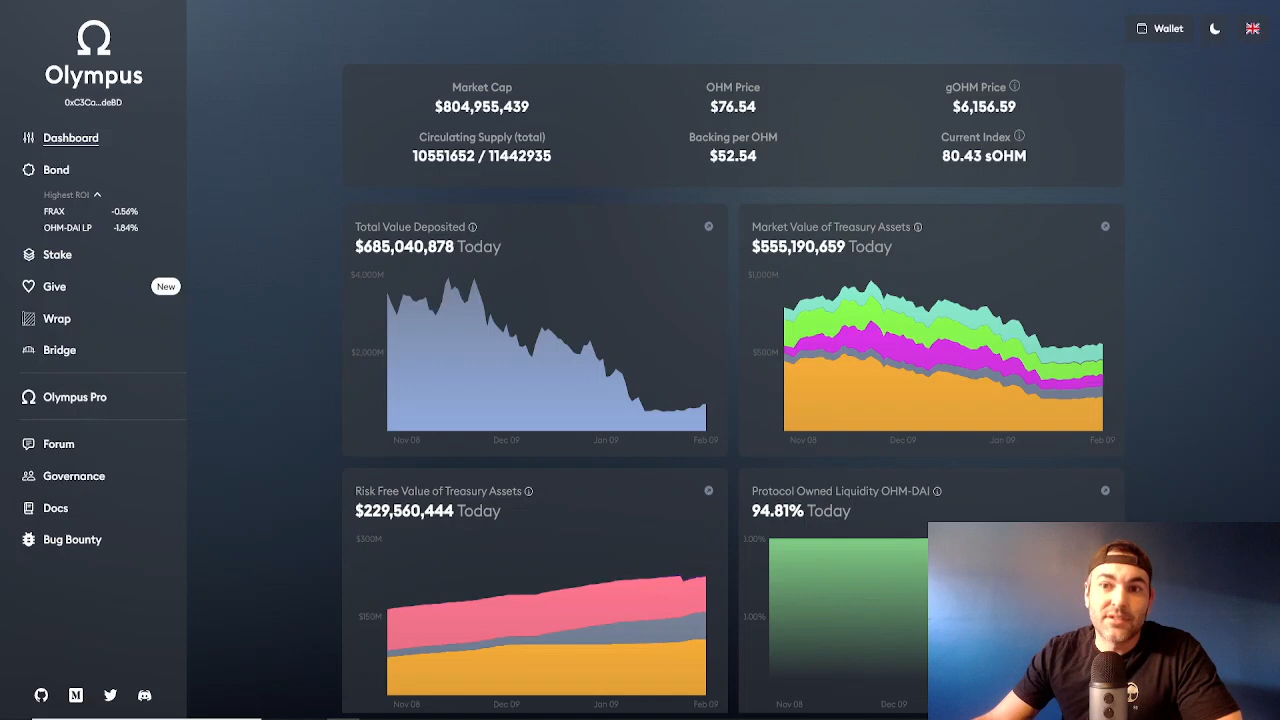 Olympus
0xC3Ca...deBD
Dashboard
Bond
Highest ROI
FRAX -0.56%
OHM-DAI LP -1.84%
Stake
Give New
Wrap
Bridge
Olympus Pro
Forum
Governance
Docs
Bug Bounty
Wallet
Market Cap
$804,955,439
OHM Price
$76.54
gOHM Price
$6,156.59
Circulating Supply (total)
10551652 / 11442935
Backing per OHM
$52.54
Current Index
80.43 sOHM
Total Value Deposited
$685,040,878 Today
$4,000M
$2,000M
Nov 08 Dec 09 Jan 09 Feb 09
Market Value of Treasury Assets
$555,190,659 Today
$1,000M
$500M
Nov 08 Dec 09 Jan 09 Feb 09
Risk Free Value of Treasury Assets
$229,560,444 Today
$300M
$150M
Nov 08 Dec 09 Jan 09 Feb 09
Protocol Owned Liquidity OHM-DAI
94.81% Today
1.00%
1.00%
Nov 08 Dec 09